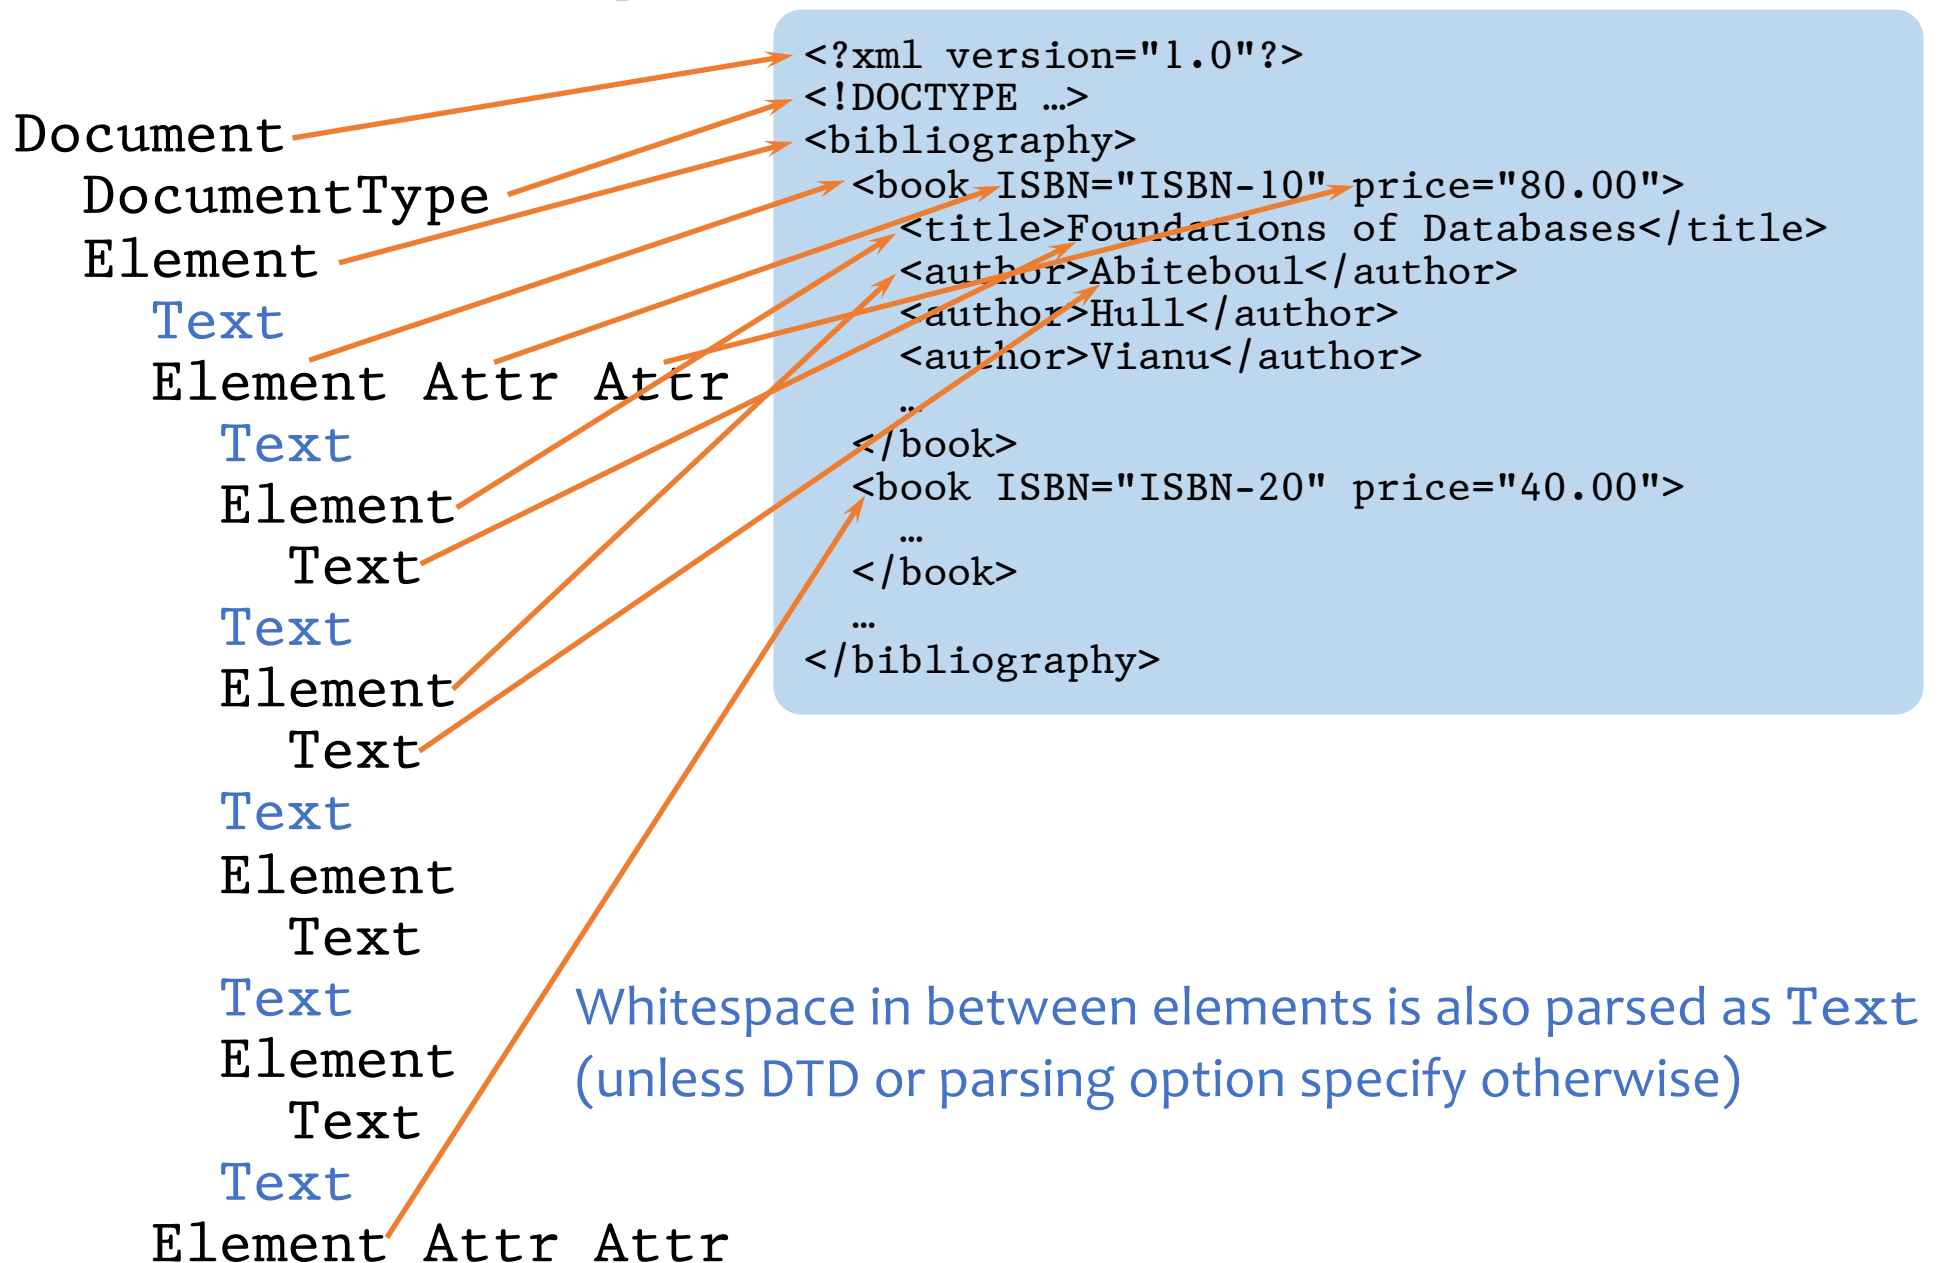 Document
DocumentType
Element
Text
Element Attr Attr
Text
Element
Text
Text
Element
Text
Text
Element
Text
Text
Element
Text
Text
Element Attr Attr
<?xml version="1.0"?>
<!DOCTYPE …>
<bibliography>
<book ISBN="ISBN-10" price="80.00">
<title>Foundations of Databases</title>
<author>Abiteboul</author>
<author>Hull</author>
<author>Vianu</author>
…
</book>
<book ISBN="ISBN-20" price="40.00">
…
</book>
…
</bibliography>
Whitespace in between elements is also parsed as Text
(unless DTD or parsing option specify otherwise)